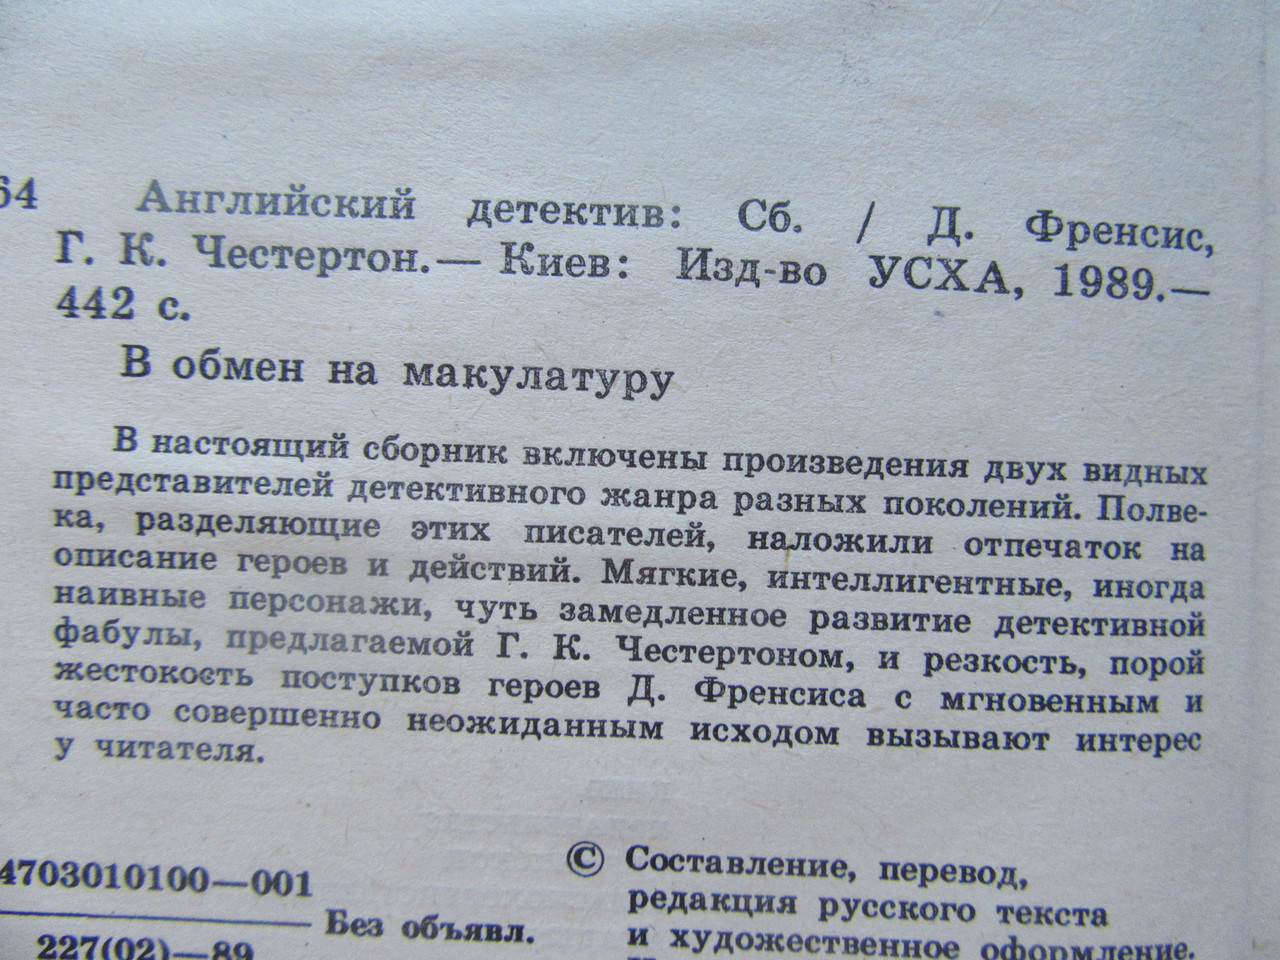 64 Английский детектив: Сб. / Д. Френсис,
Г. К. Честертон.— Киев: Изд-во УСХА, 1989.—
442 с.
В обмен на макулатуру
В настоящий сборник включены произведения двух видных
представителей детективного жанра разных поколений. Полве-
ка, разделяющие этих писателей, наложили отпечаток на
описание героев и действий. Мягкие, интеллигентные, иногда
наивные персонажи, чуть замедленное развитие детективной
фабулы, предлагаемой Г. К. Честертоном, и резкость, порой
жестокость поступков героев Д. Френсиса с мгновенным и
часто совершенно неожиданным исходом вызывают интерес
у читателя.
4703010100—001
Без объявл.
227(02)—89
© Составление, перевод,
редакция русского текста
и художественное оформление.